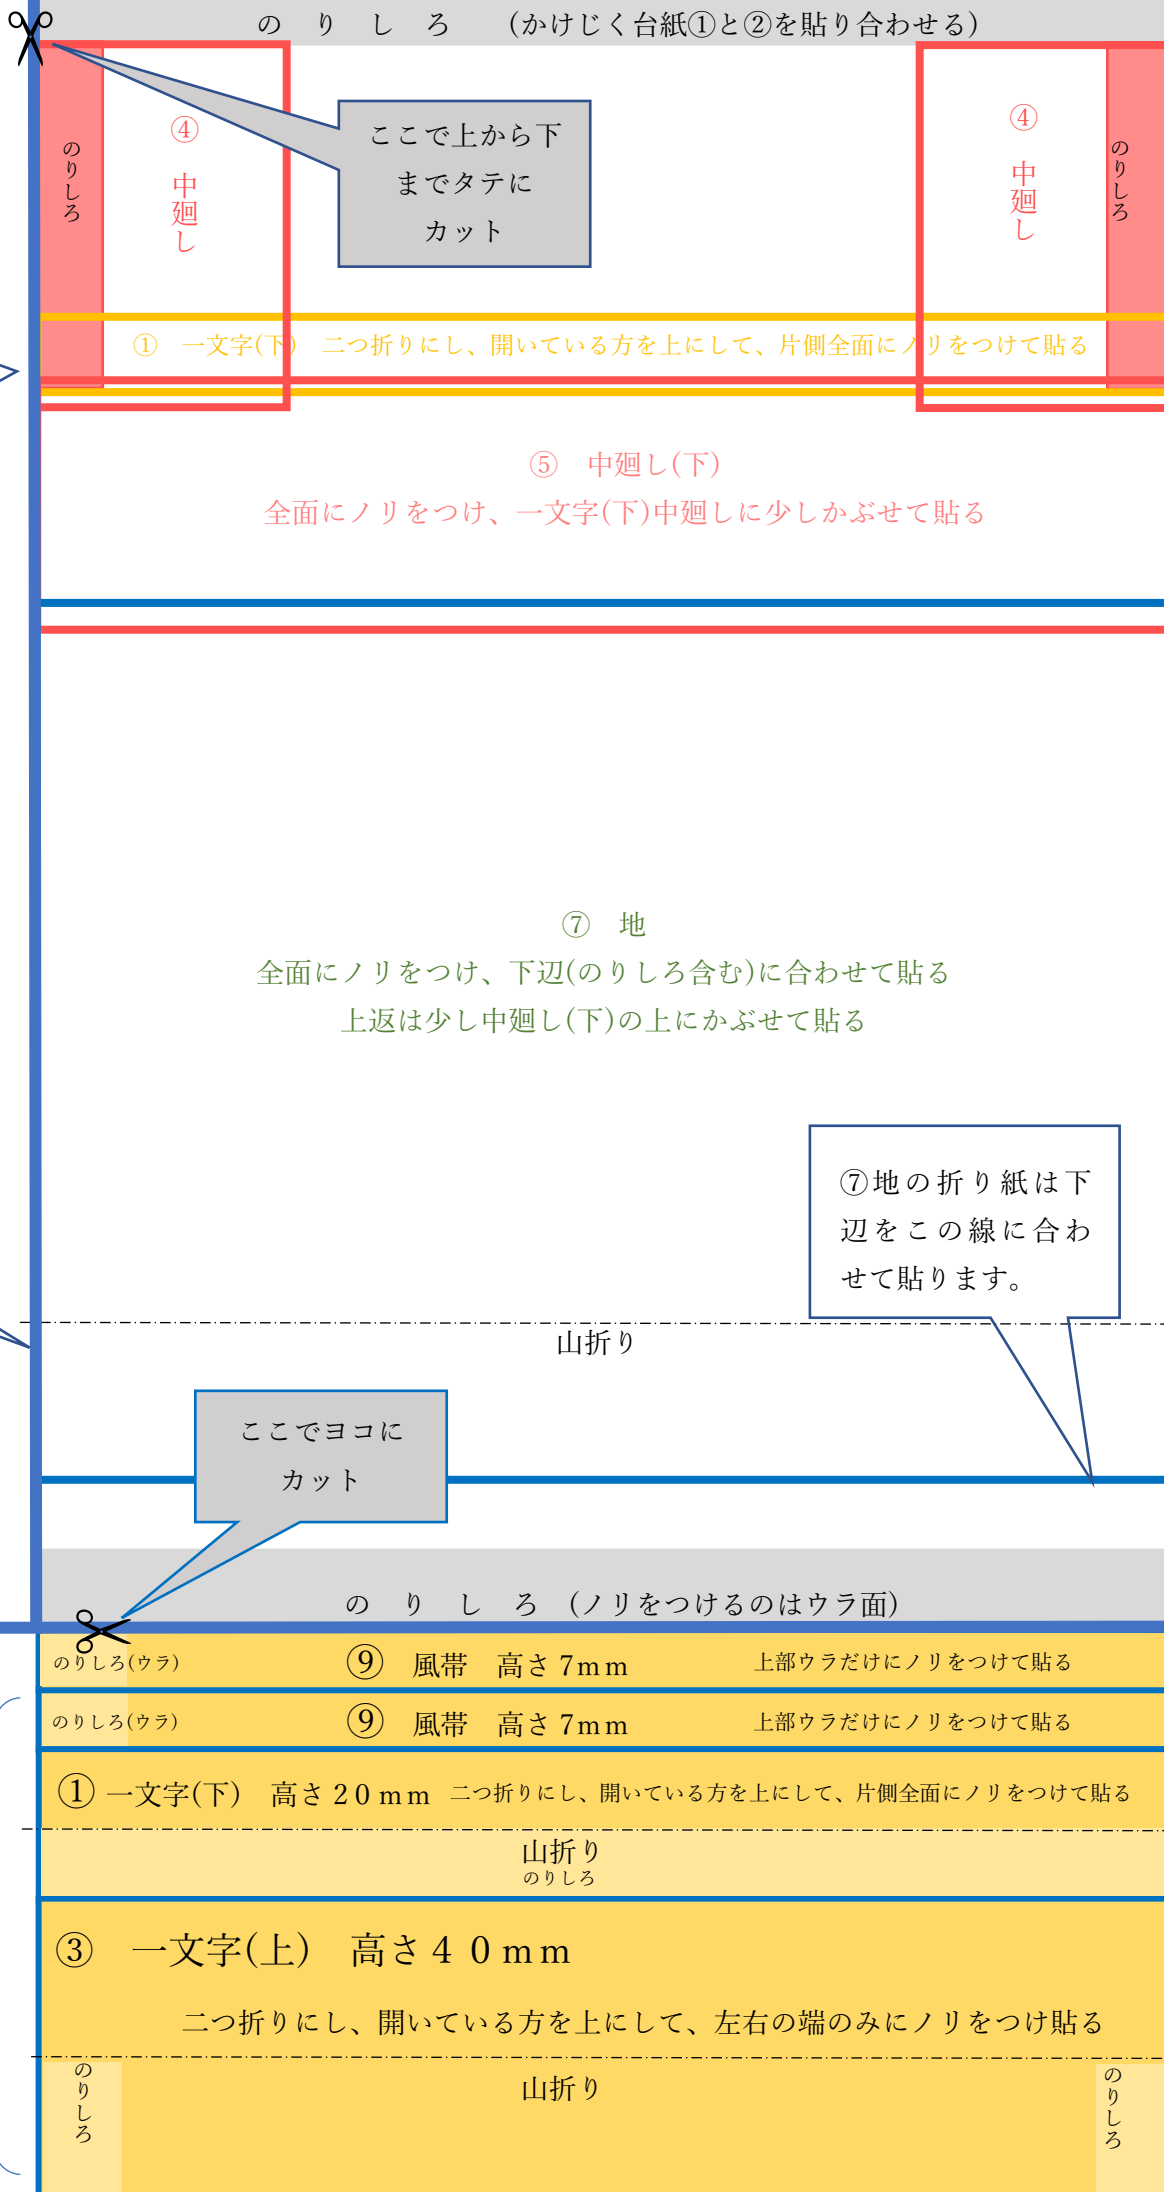 のりしろ　(かけじく台紙①と②を貼り合わせる)
ここで上から下
までタテに
カット
のりしろ
④　中廻し
④　中廻し
のりしろ
①　一文字(下)　二つ折りにし、開いている方を上にして、片側全面にノリをつけて貼る
⑤　中廻し(下)
全面にノリをつけ、一文字(下)中廻しに少しかぶせて貼る
⑦　地
全面にノリをつけ、下辺(のりしろ含む)に合わせて貼る
上返は少し中廻し(下)の上にかぶせて貼る
⑦地の折り紙は下
辺をこの線に合わ
せて貼ります。
山折り
ここでヨコに
カット
のりしろ　(ノリをつけるのはウラ面)
のりしろ(ウラ)　⑨　風帯　高さ7mm　上部ウラだけにノリをつけて貼る
のりしろ(ウラ)　⑨　風帯　高さ7mm　上部ウラだけにノリをつけて貼る
①一文字(下)　高さ20mm　二つ折りにし、開いている方を上にして、片側全面にノリをつけて貼る
山折り
のりしろ
③　一文字(上)　高さ40mm
二つ折りにし、開いている方を上にして、左右の端のみにノリをつけ貼る
のりしろ
山折り
のりしろ